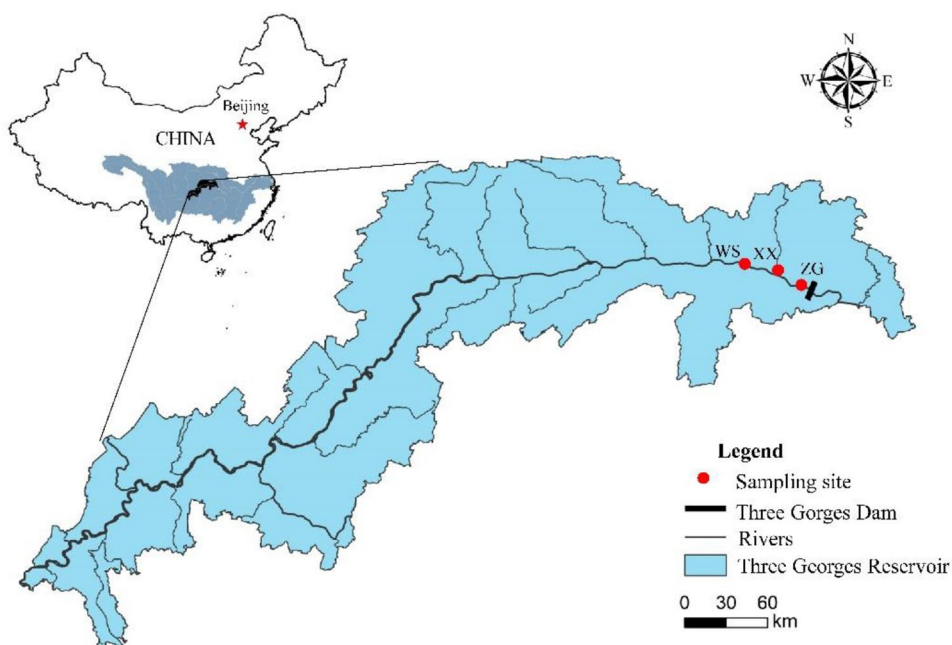 Beijing
CHINA
N
W E
S
WS XX
ZG
Legend
Sampling site
Three Gorges Dam
Rivers
Three Georges Reservoir
0 30 60
km